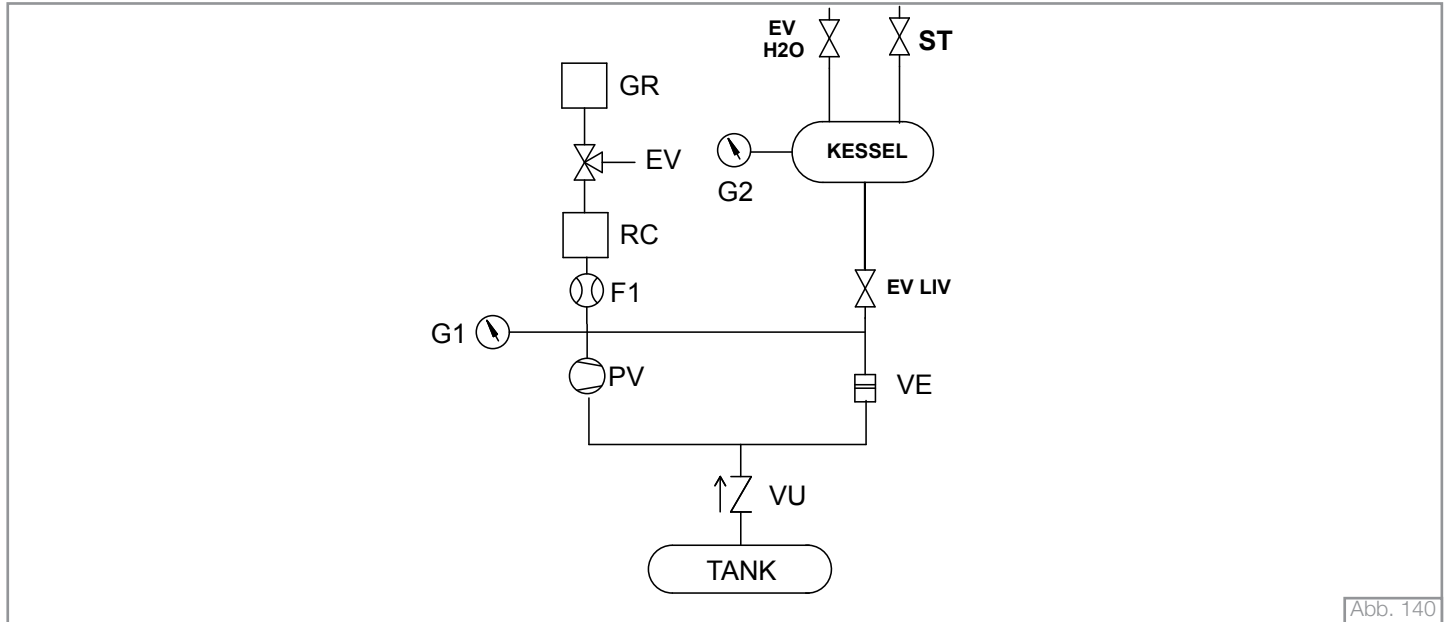 EV
H2O
ST
GR
KESSEL
EV
G2
RC
EV LIV
F1
G1
PV
VE
VU
TANK
Abb. 140